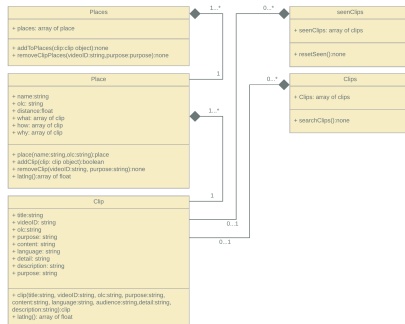 Places
+ places: array of place
+ addToPlaces(clip:clip object):none
+ removeClipPlaces(videoID:string,purpose:purpose):none
1...*
1
Place
+ name:string
+ olc: string
+ distance:float
+ what: array of clip
+ how: array of clip
+ why: array of clip
+ place(name:string,olc:string):place
+ addClip(clip: clip object):boolean
+ removeClip(videoID:string, purpose:string):none
+ lating():array of float
1...*
1
Clip
+ title:string
+ videoID: string
+ olc:string
+ purpose: string
+ content: string
+ language: string
+ detail: string
+ description: string
+ purpose: string
+ clip(title:string, videoID:string, olc:string, purpose:string,
content:string, language:string, audience:string,detail:string,
description:string):clip
+ lating(): array of float
0...1
0...1
0...*
seenClips
+ seenClips: array of clips
+ resetSeen():none
0...*
Clips
+ Clips: array of clips
+ searchClips():none